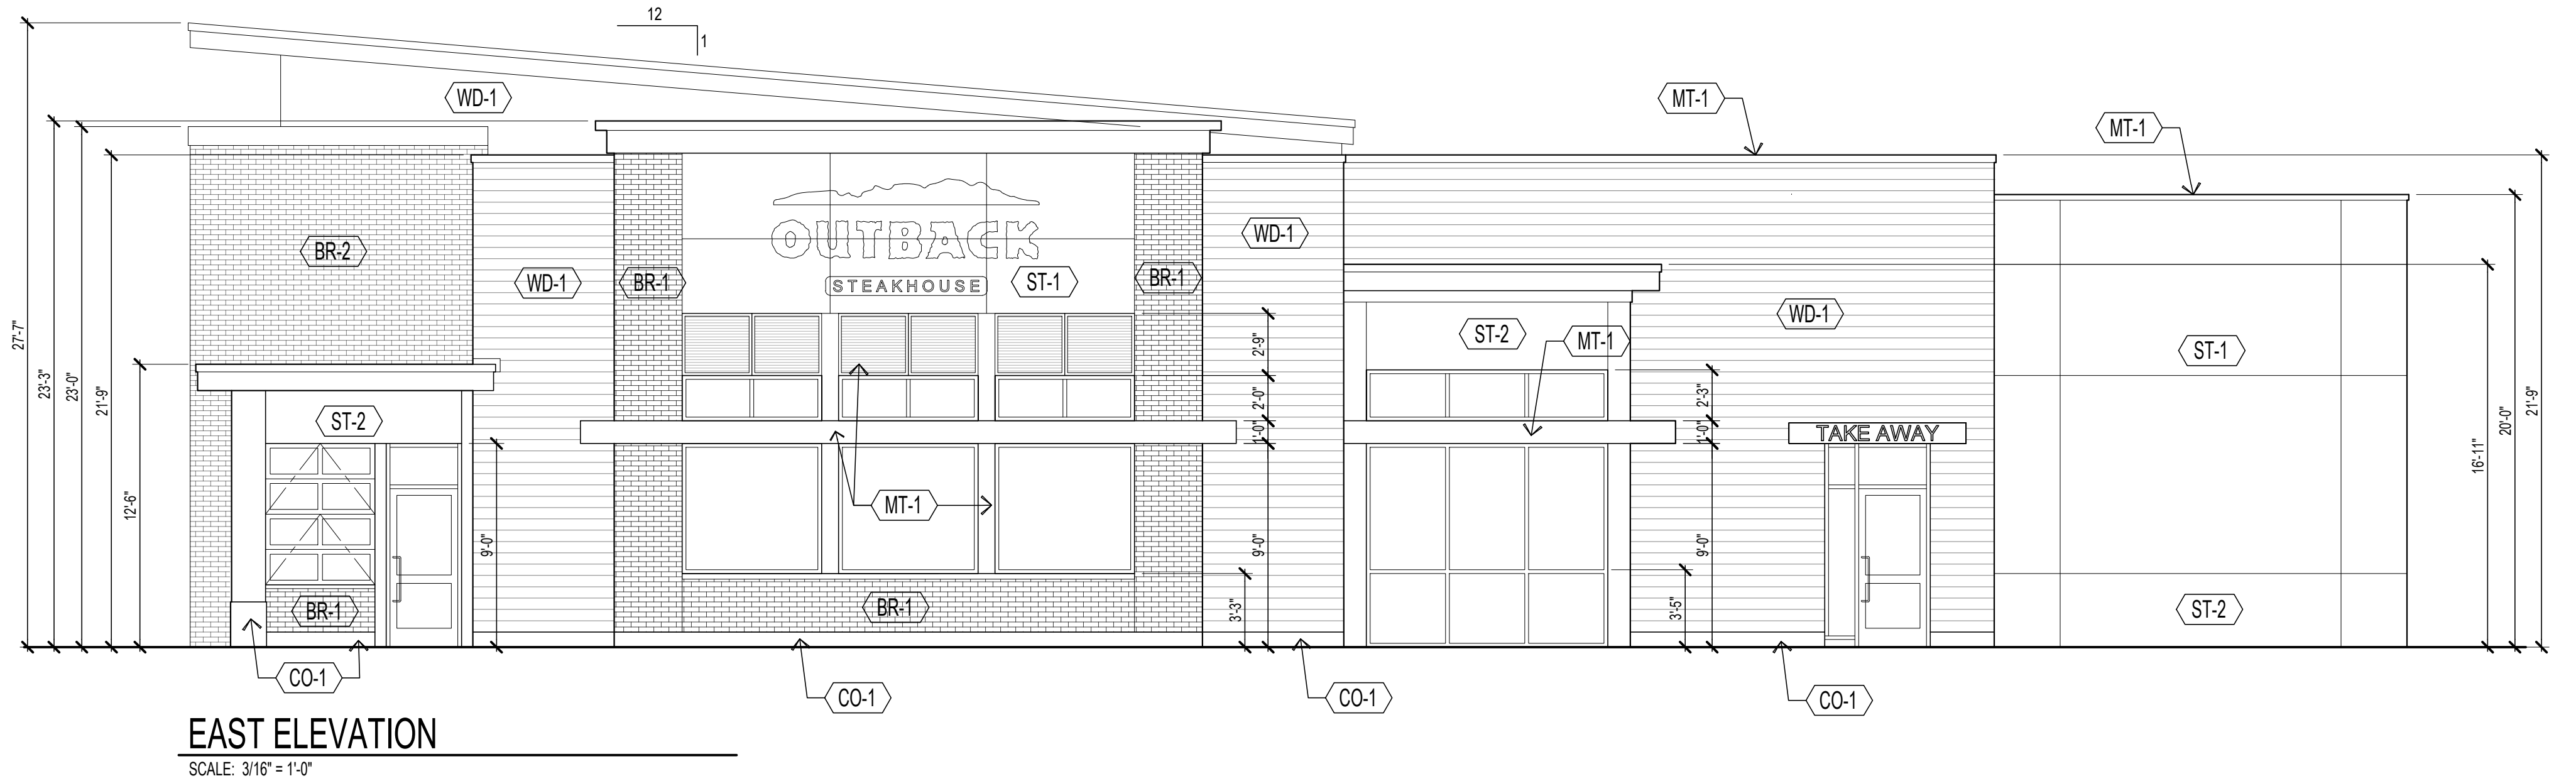 12
1
WD-1
MT-1
MT-1
27'-7"
23'-3"
23'-0"
21'-9"
12'-6"
BR-2
WD-1
BR-1
OUTBACK
STEAKHOUSE
ST-1
BR-1
WD-1
WD-1
ST-2
MT-1
ST-1
2'-9"
2'-0"
1'-0"
9'-0"
3'-3"
2'-3"
1'-0"
9'-0"
3'-5"
16'-11"
20'-0"
21'-9"
ST-2
9'-0"
TAKE AWAY
MT-1
BR-1
BR-1
ST-2
CO-1
CO-1
CO-1
CO-1
EAST ELEVATION
SCALE: 3/16" = 1'-0"